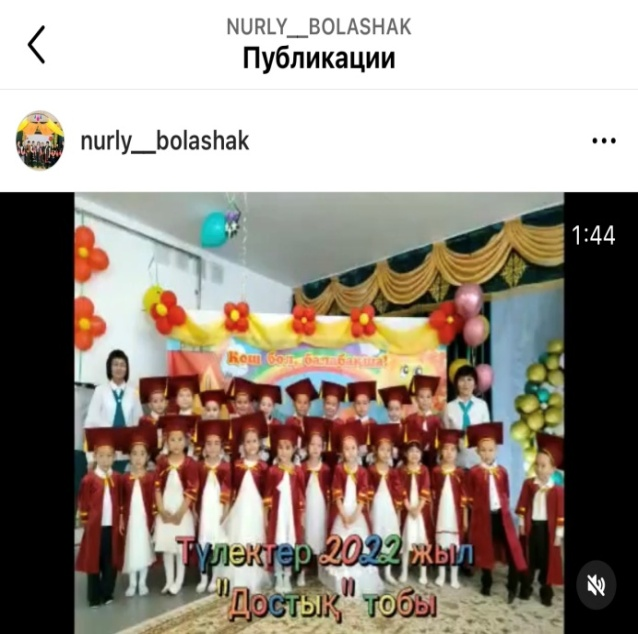 NURLY__BOLASHAK
Публикации
nurly__bolashak
1:44
Қош бол, балабақша!
Түлектер 2022 жыл
"Достық" тобы